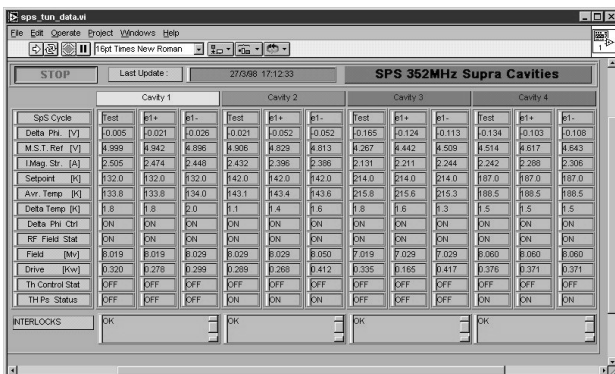 sps_tun_data.vi
File Edit Operate Project Windows Help
16pt Times New Roman
STOP Last Update : 27/3/98 17:12:33 SPS 352MHz Supra Cavities
Cavity 1 Cavity 2 Cavity 3 Cavity 4
SpS Cycle Test e1+ e1- Test e1+ e1- Test e1+ e1- Test e1+ e1-
Delta Phi. [V] -0.005 -0.021 -0.026 -0.021 -0.052 -0.052 -0.165 -0.124 -0.113 -0.134 -0.103 -0.108
M.S.T. Ref [V] 4.999 4.942 4.896 4.906 4.829 4.813 4.267 4.442 4.509 4.514 4.617 4.643
I.Mag. Str. [A] 2.505 2.474 2.448 2.432 2.396 2.386 2.131 2.211 2.244 2.242 2.288 2.306
Setpoint [K] 132.0 132.0 132.0 142.0 142.0 142.0 214.0 214.0 214.0 187.0 187.0 187.0
Avr. Temp [K] 133.8 133.8 134.0 143.1 143.4 143.6 215.8 215.6 215.3 188.5 188.5 188.5
Delta Temp [K] 1.8 1.8 2.0 1.1 1.4 1.6 1.8 1.6 1.3 1.5 1.5 1.5
Delta Phi Ctrl ON ON ON ON ON ON ON ON ON ON ON ON
RF Field Stat ON ON ON ON ON ON ON ON ON ON ON ON
Field [Mv] 8.019 8.019 8.029 8.029 8.029 8.050 7.019 7.029 7.029 8.060 8.060 8.060
Drive [Kw] 0.320 0.278 0.299 0.289 0.268 0.412 0.335 0.165 0.417 0.376 0.371 0.371
Th Control Stat OFF OFF OFF OFF OFF OFF OFF OFF OFF OFF OFF OFF
TH Ps Status OFF OFF OFF ON ON ON OFF OFF OFF ON ON ON
INTERLOCKS OK OK OK OK